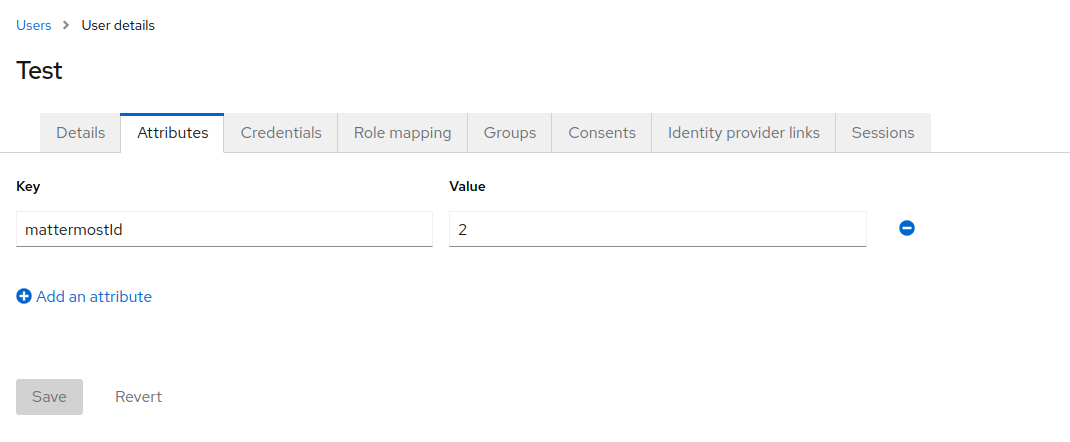 Users > User details
Test
Details Attributes Credentials Role mapping Groups Consents Identity provider links Sessions
Key Value
mattermostId 2
Add an attribute
Save Revert